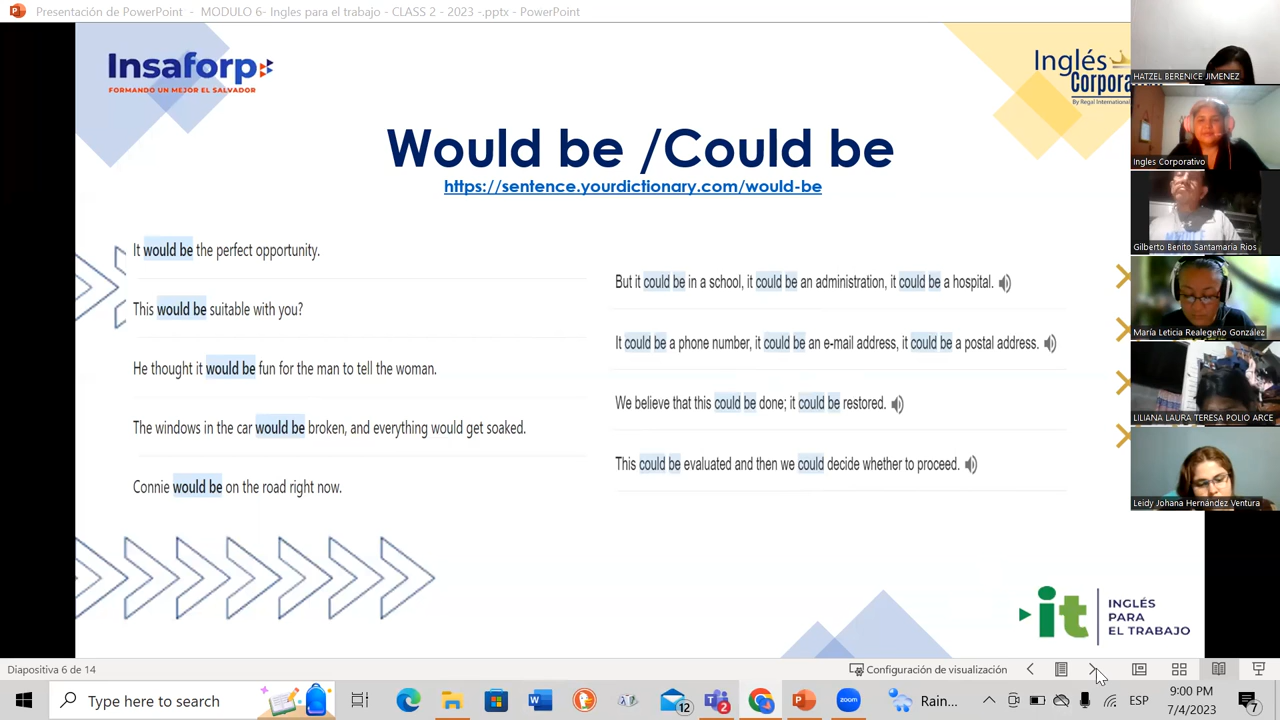 Presentación de PowerPoint - MODULO 6- Ingles para el trabajo - CLASS 2 - 2023 -.pptx - PowerPoint
Insaforp
FORMANDO UN MEJOR EL SALVADOR
Inglés
Corpora
By Regal International
Would be /Could be
https://sentence.yourdictionary.com/would-be
It would be the perfect opportunity.
This would be suitable with you?
He thought it would be fun for the man to tell the woman.
The windows in the car would be broken, and everything would get soaked.
Connie would be on the road right now.
But it could be in a school, it could be an administration, it could be a hospital.
It could be a phone number, it could be an e-mail address, it could be a postal address.
We believe that this could be done; it could be restored.
This could be evaluated and then we could decide whether to proceed.
HATZEL BERENICE JIMENEZ
Ingles Corporativo
Gilberto Benito Santamaria Rios
María Leticia Realegeño González
LILIANA LAURA TERESA POLIO ARCE
Leidy Johana Hernández Ventura
it
INGLÉS
PARA
EL TRABAJO
Diapositiva 6 de 14
Configuración de visualización
Type here to search
12
2
zoom
Rain...
ESP
9:00 PM
7/4/2023
7